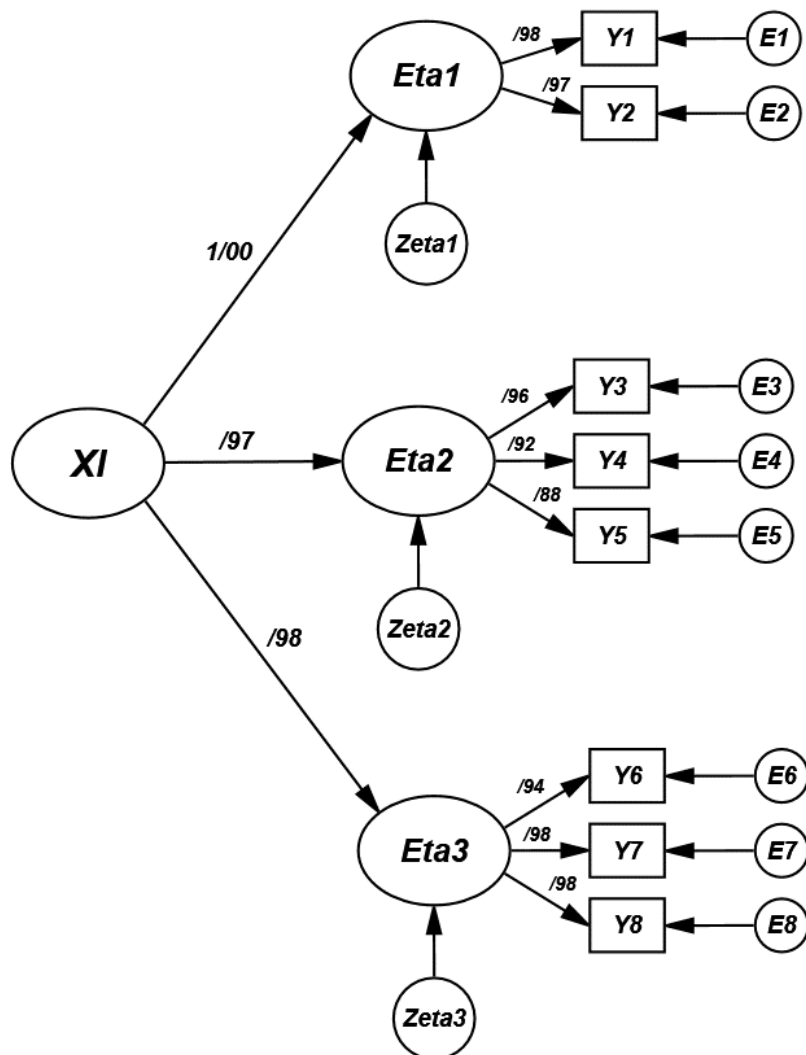 /98
Y1
E1
Eta1
/97
Y2
E2
Zeta1
1/00
/96
Y3
E3
XI
/97
Eta2
/92
Y4
E4
/88
Y5
E5
Zeta2
/98
/94
Y6
E6
Eta3
/98
Y7
E7
/98
Y8
E8
Zeta3